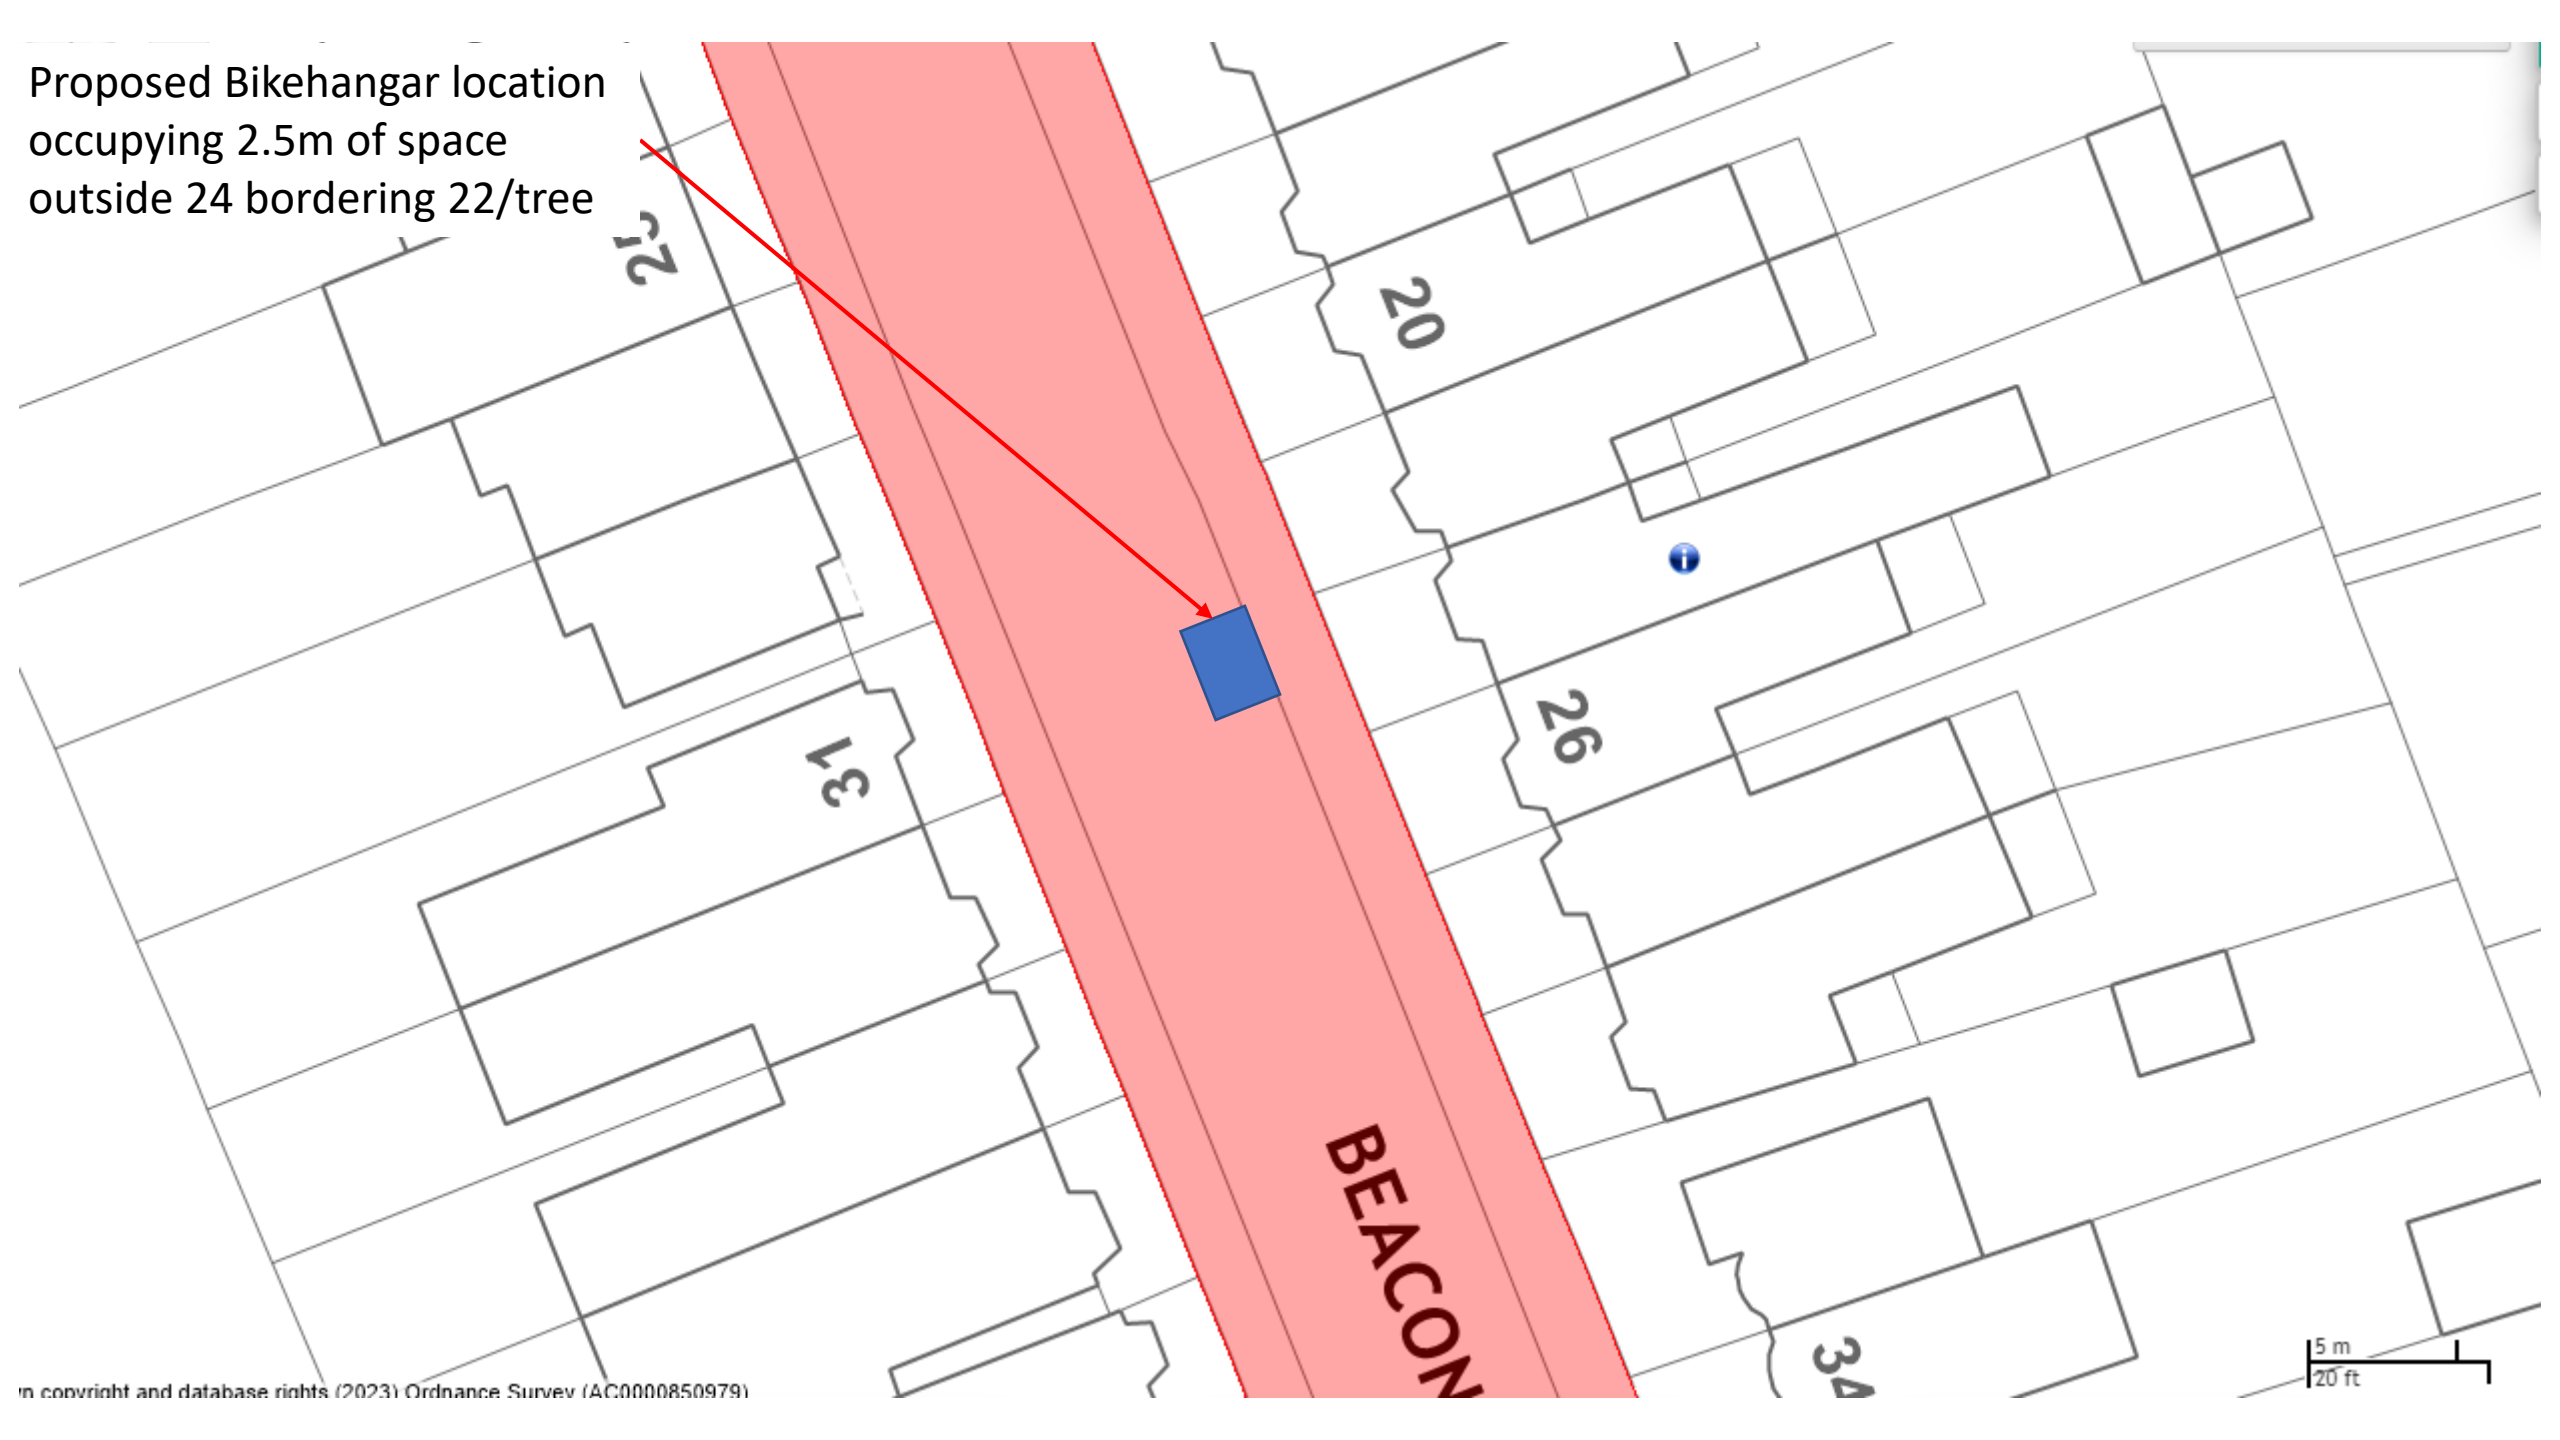 Proposed Bikehangar location
occupying 2.5m of space
outside 24 bordering 22/tree
20
26
31
BEACON
34
5 m
20 ft
copyright and database rights (2023) Ordnance Survey (AC0000850979)